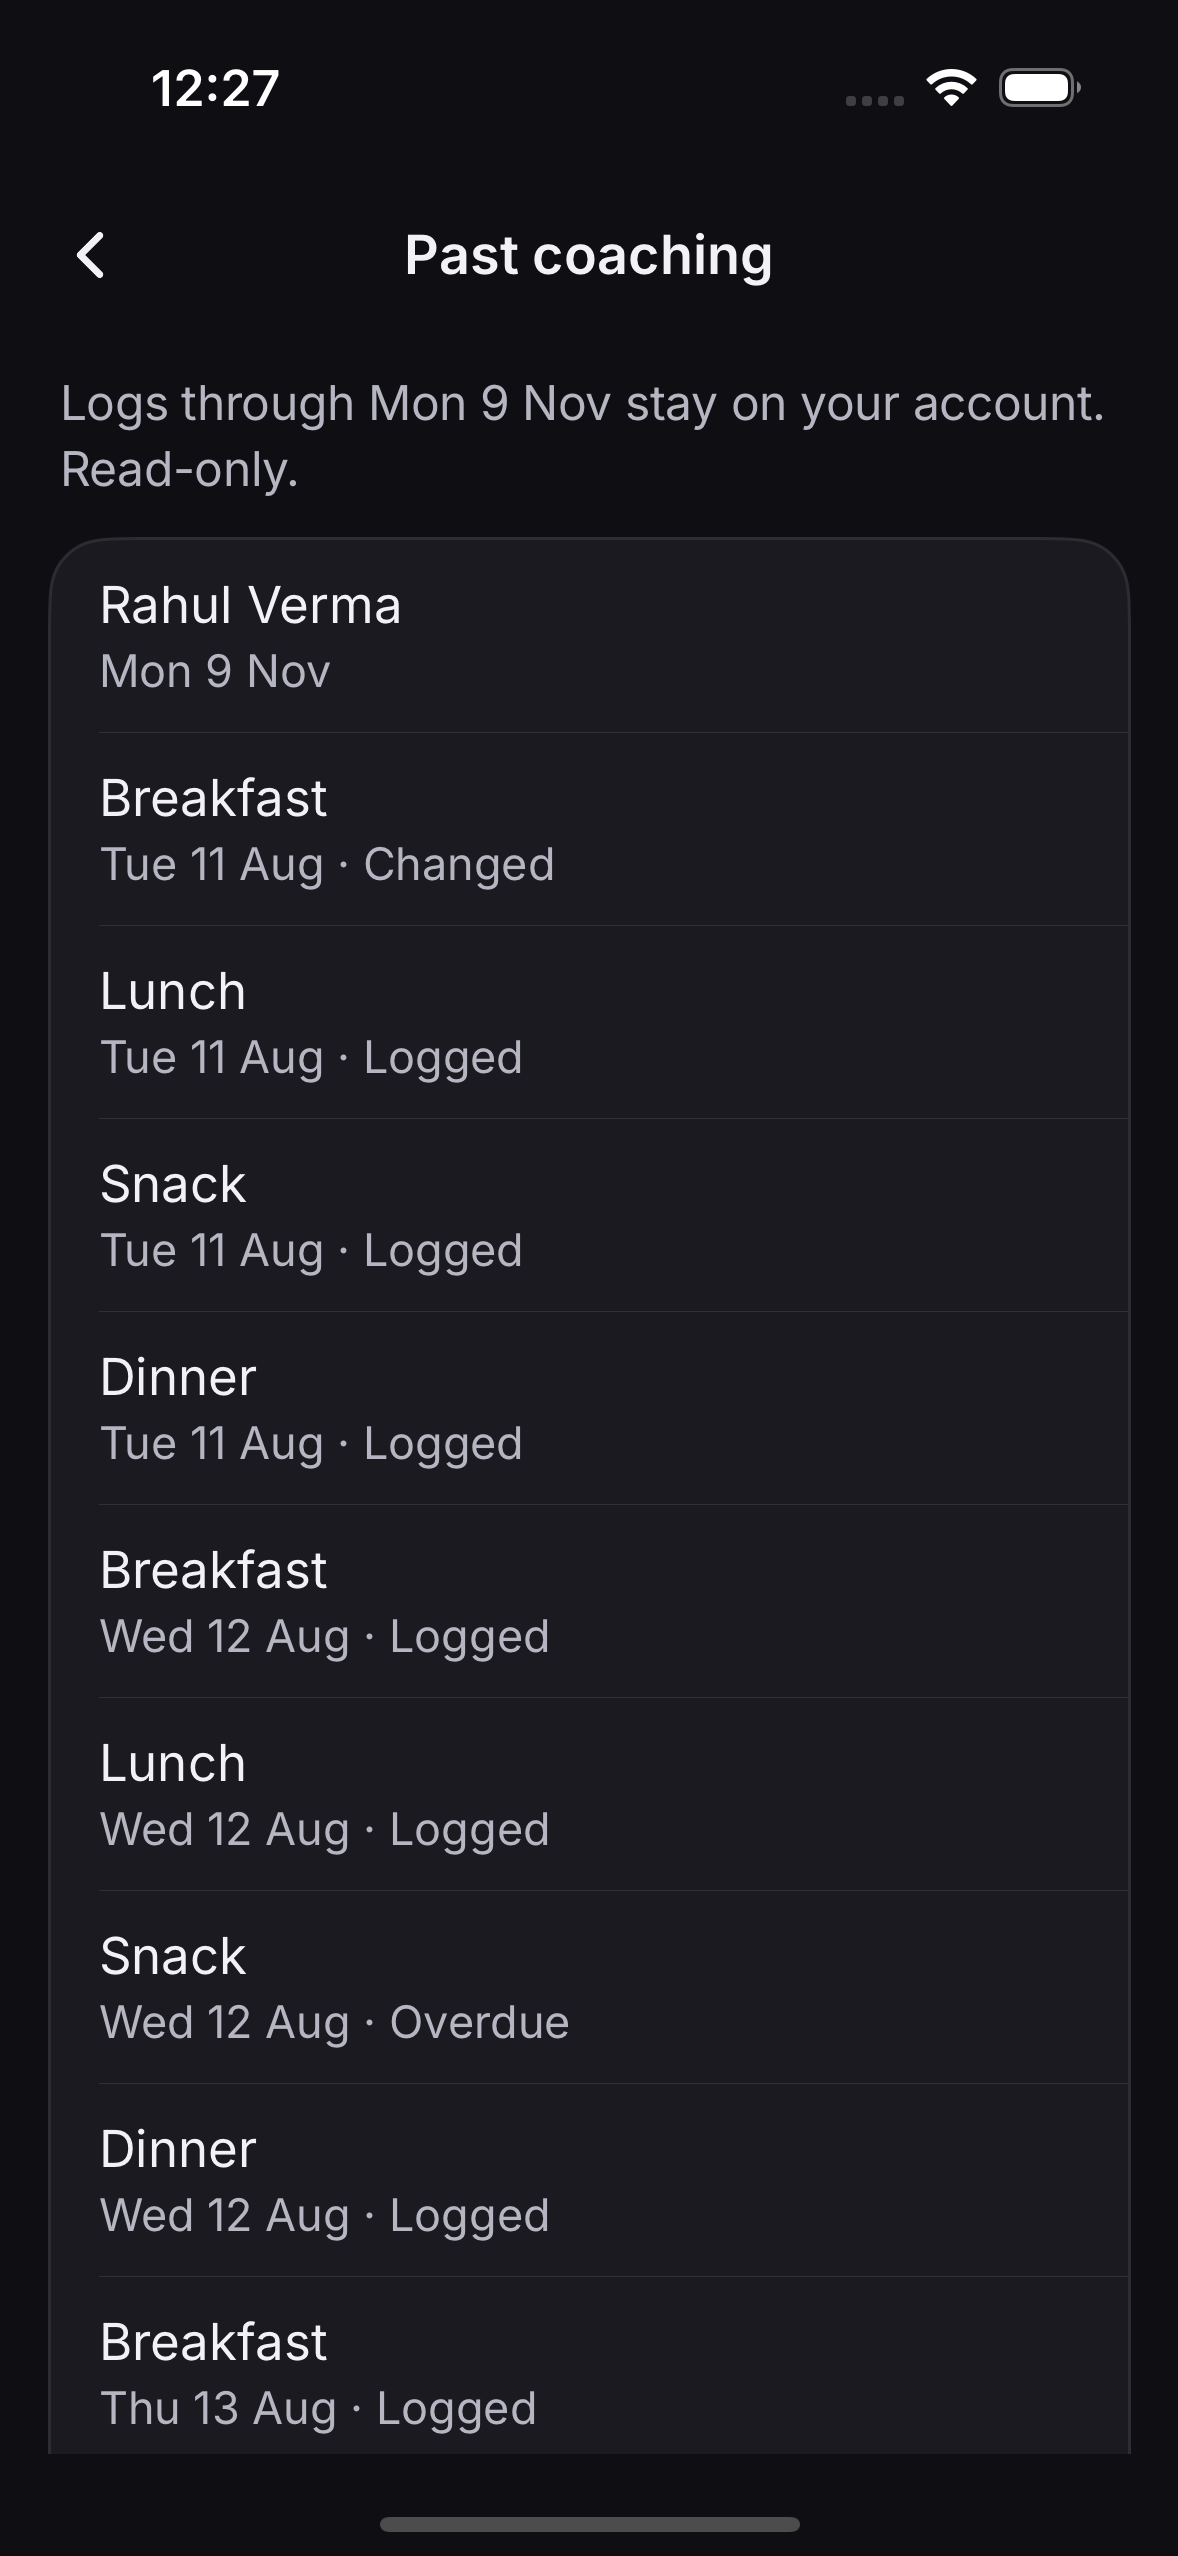 12:27
Past coaching
Logs through Mon 9 Nov stay on your account.
Read-only.
Rahul Verma
Mon 9 Nov
Breakfast
Tue 11 Aug · Changed
Lunch
Tue 11 Aug · Logged
Snack
Tue 11 Aug · Logged
Dinner
Tue 11 Aug · Logged
Breakfast
Wed 12 Aug · Logged
Lunch
Wed 12 Aug · Logged
Snack
Wed 12 Aug · Overdue
Dinner
Wed 12 Aug · Logged
Breakfast
Thu 13 Aug · Logged